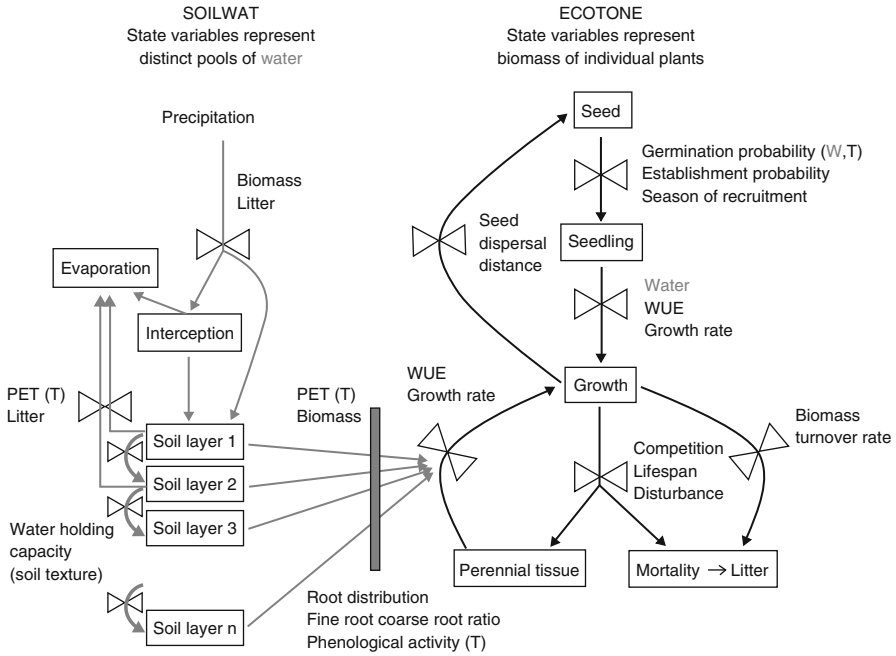 SOILWAT
State variables represent
distinct pools of water
Precipitation
Biomass
Litter
Evaporation
Interception
PET (T)
Litter
Soil layer 1
Soil layer 2
Soil layer 3
Water holding
capacity
(soil texture)
Soil layer n
PET (T)
Biomass
Root distribution
Fine root coarse root ratio
Phenological activity (T)
ECOTONE
State variables represent
biomass of individual plants
Seed
Germination probability (W,T)
Establishment probability
Season of recruitment
Seed
dispersal
distance
Seedling
Water
WUE
Growth rate
WUE
Growth rate
Growth
Biomass
turnover rate
Competition
Lifespan
Disturbance
Perennial tissue
Mortality → Litter